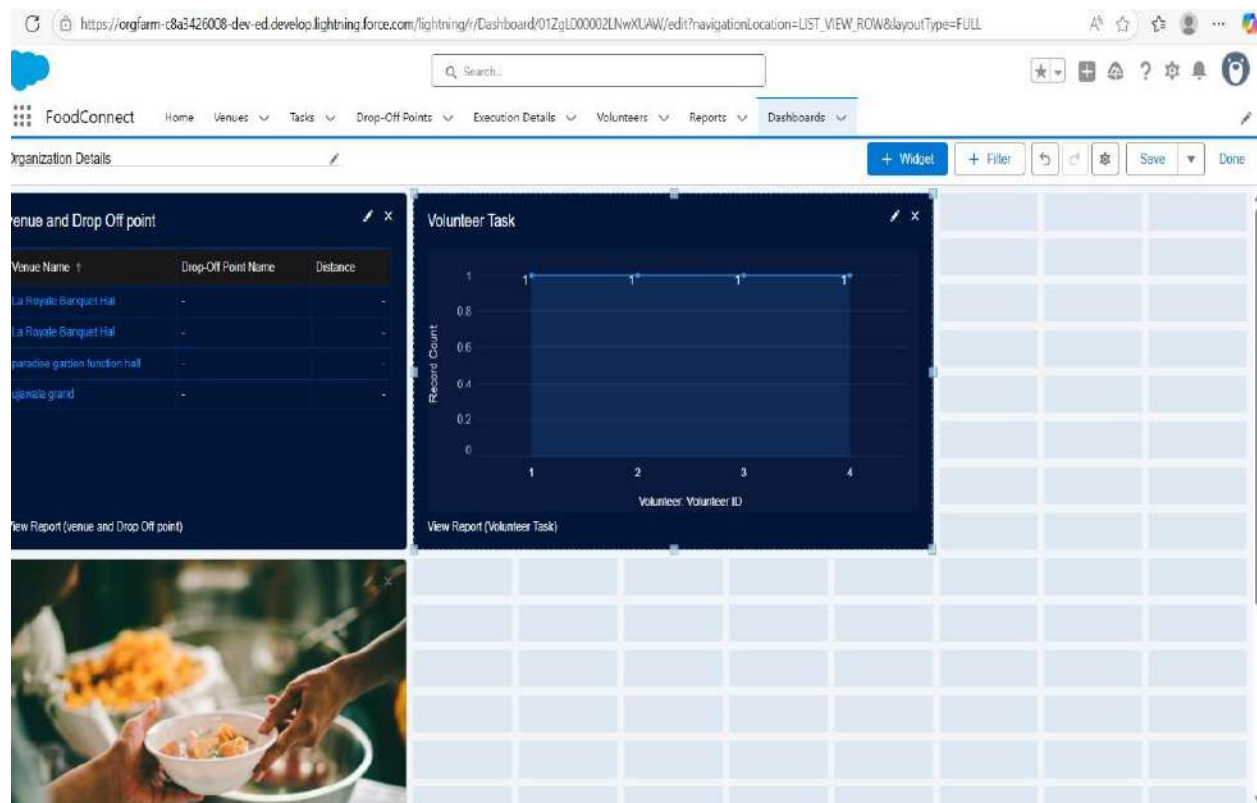 https://orgfarm-c8a3426008-dev-ed.develop.lightning.force.com/lightning/r/Dashboard/01ZgL000002LNwXUAW/edit?navigationLocation=LIST_VIEW_ROW&layoutType=FULL
Search...
FoodConnect Home Venues Tasks Drop-Off Points Execution Details Volunteers Reports Dashboards
Organization Details
+ Widget + Filter Save Done
venue and Drop Off point
Venue Name ↑ Drop-Off Point Name Distance
La Royale Banquet Hal - -
La Royale Banquet Hal - -
paradise garden function hall - -
ujawala grand - -
View Report (venue and Drop Off point)
Volunteer Task
Record Count
1
0.8
0.6
0.4
0.2
0
1 1 1 1
1 2 3 4
Volunteer: Volunteer ID
View Report (Volunteer Task)